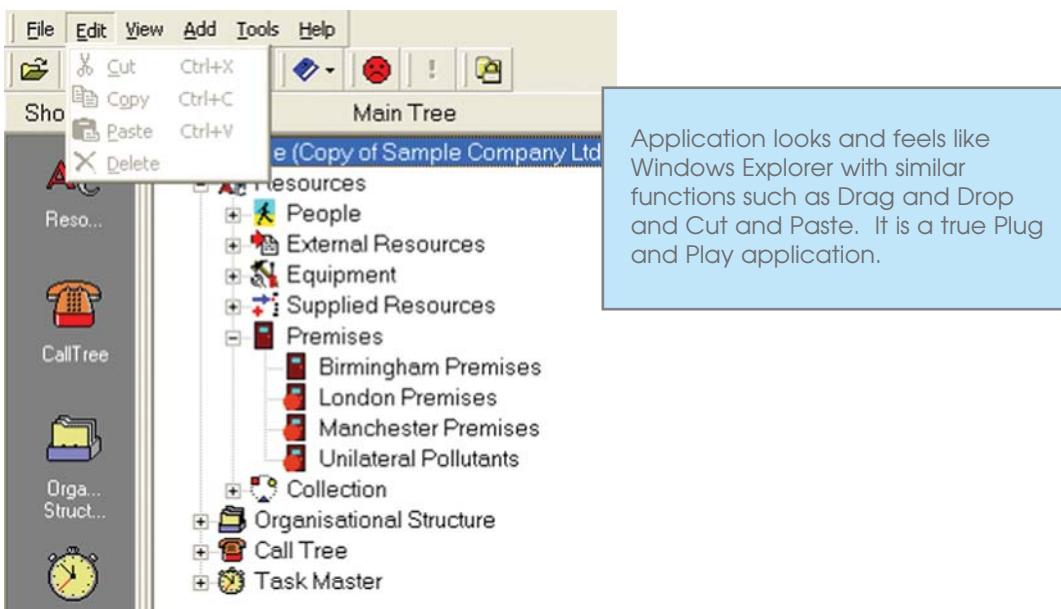 File Edit View Add Tools Help
Cut Ctrl+X
Copy Ctrl+C
Paste Ctrl+V
Delete
!
Sho
Main Tree
e (Copy of Sample Company Ltd
Resources
People
External Resources
Equipment
Supplied Resources
Premises
Birmingham Premises
London Premises
Manchester Premises
Unilateral Pollutants
Collection
Organisational Structure
Call Tree
Task Master
Reso...
CallTree
Orga...
Struct...
Application looks and feels like
Windows Explorer with similar
functions such as Drag and Drop
and Cut and Paste. It is a true Plug
and Play application.